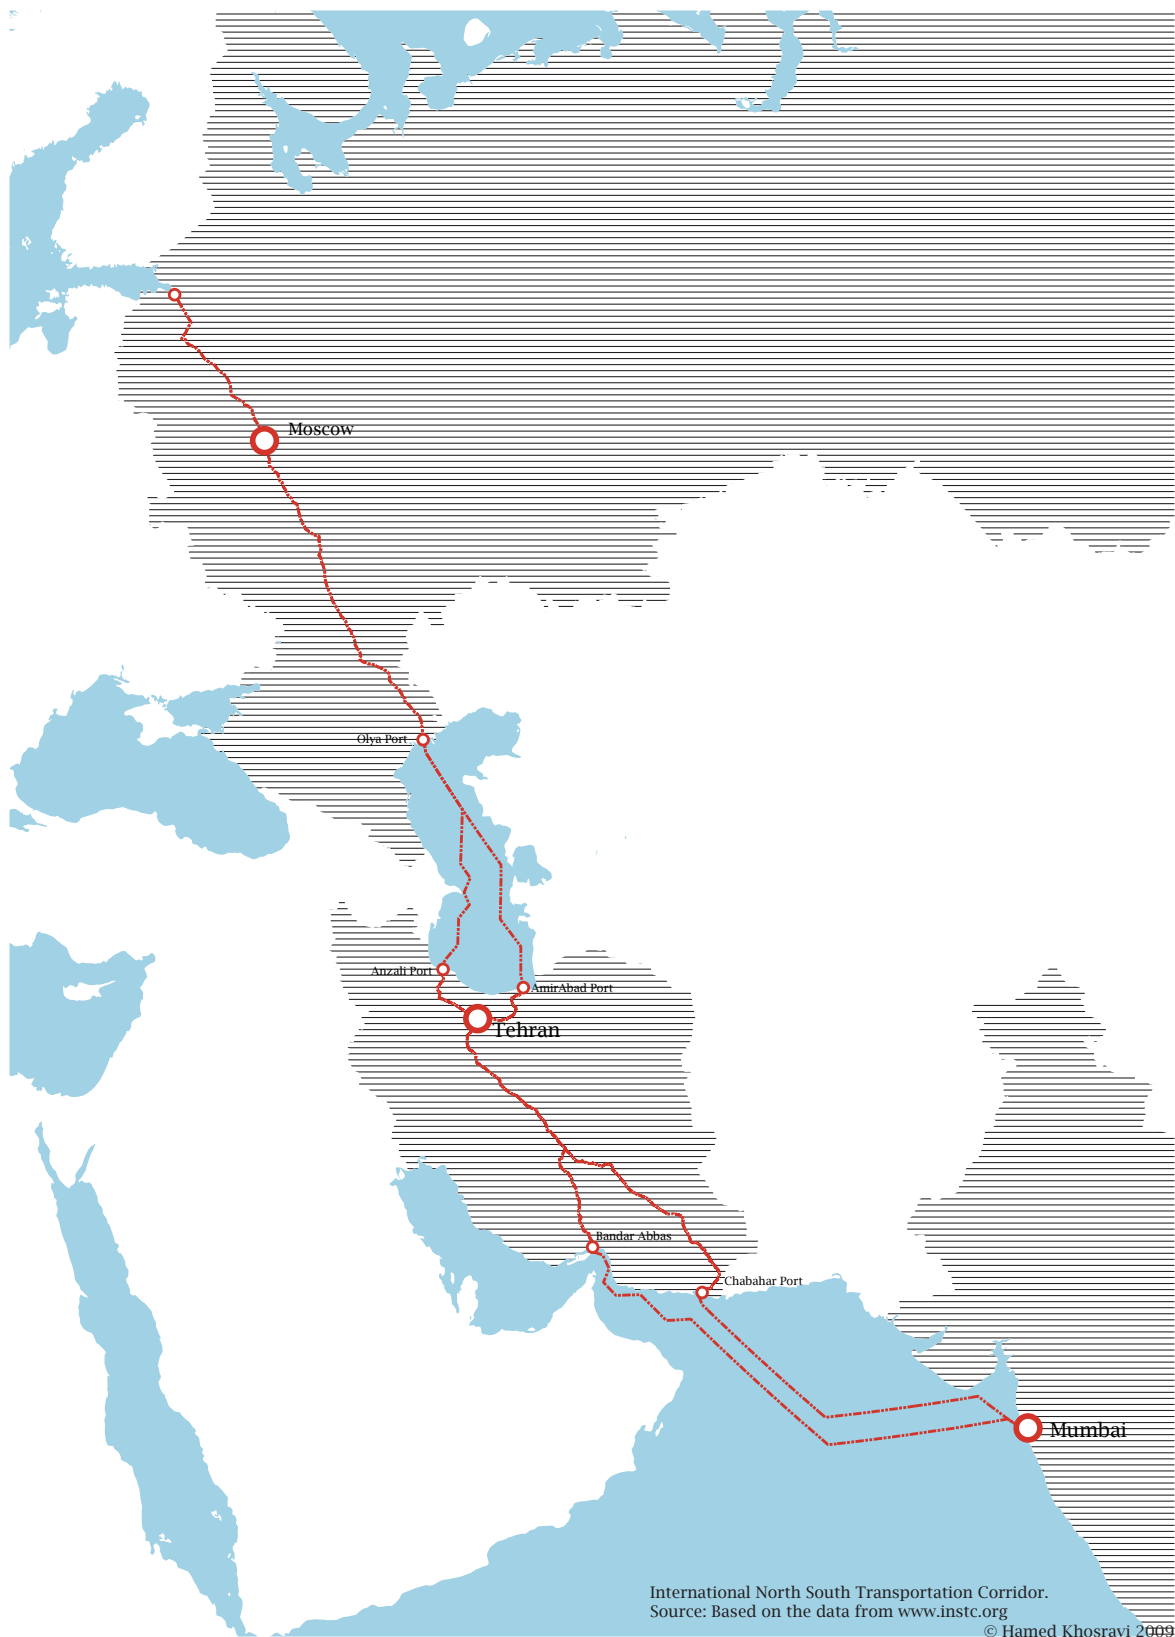 Moscow
Olya Port
Anzali Port
AmirAbad Port
Tehran
Bandar Abbas
Chabahar Port
Mumbai
International North South Transportation Corridor.
Source: Based on the data from www.instc.org
© Hamed Khosravi 2009